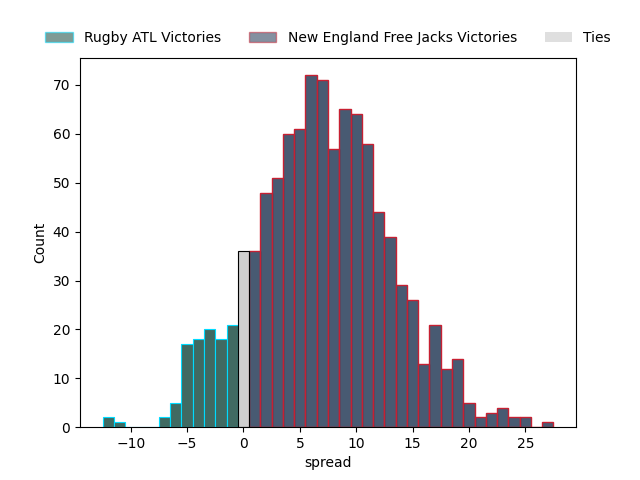 Rugby ATL Victories New England Free Jacks Victories Ties
70
60
50
40
30
20
10
0
Count
−10 −5 0 5 10 15 20 25
spread